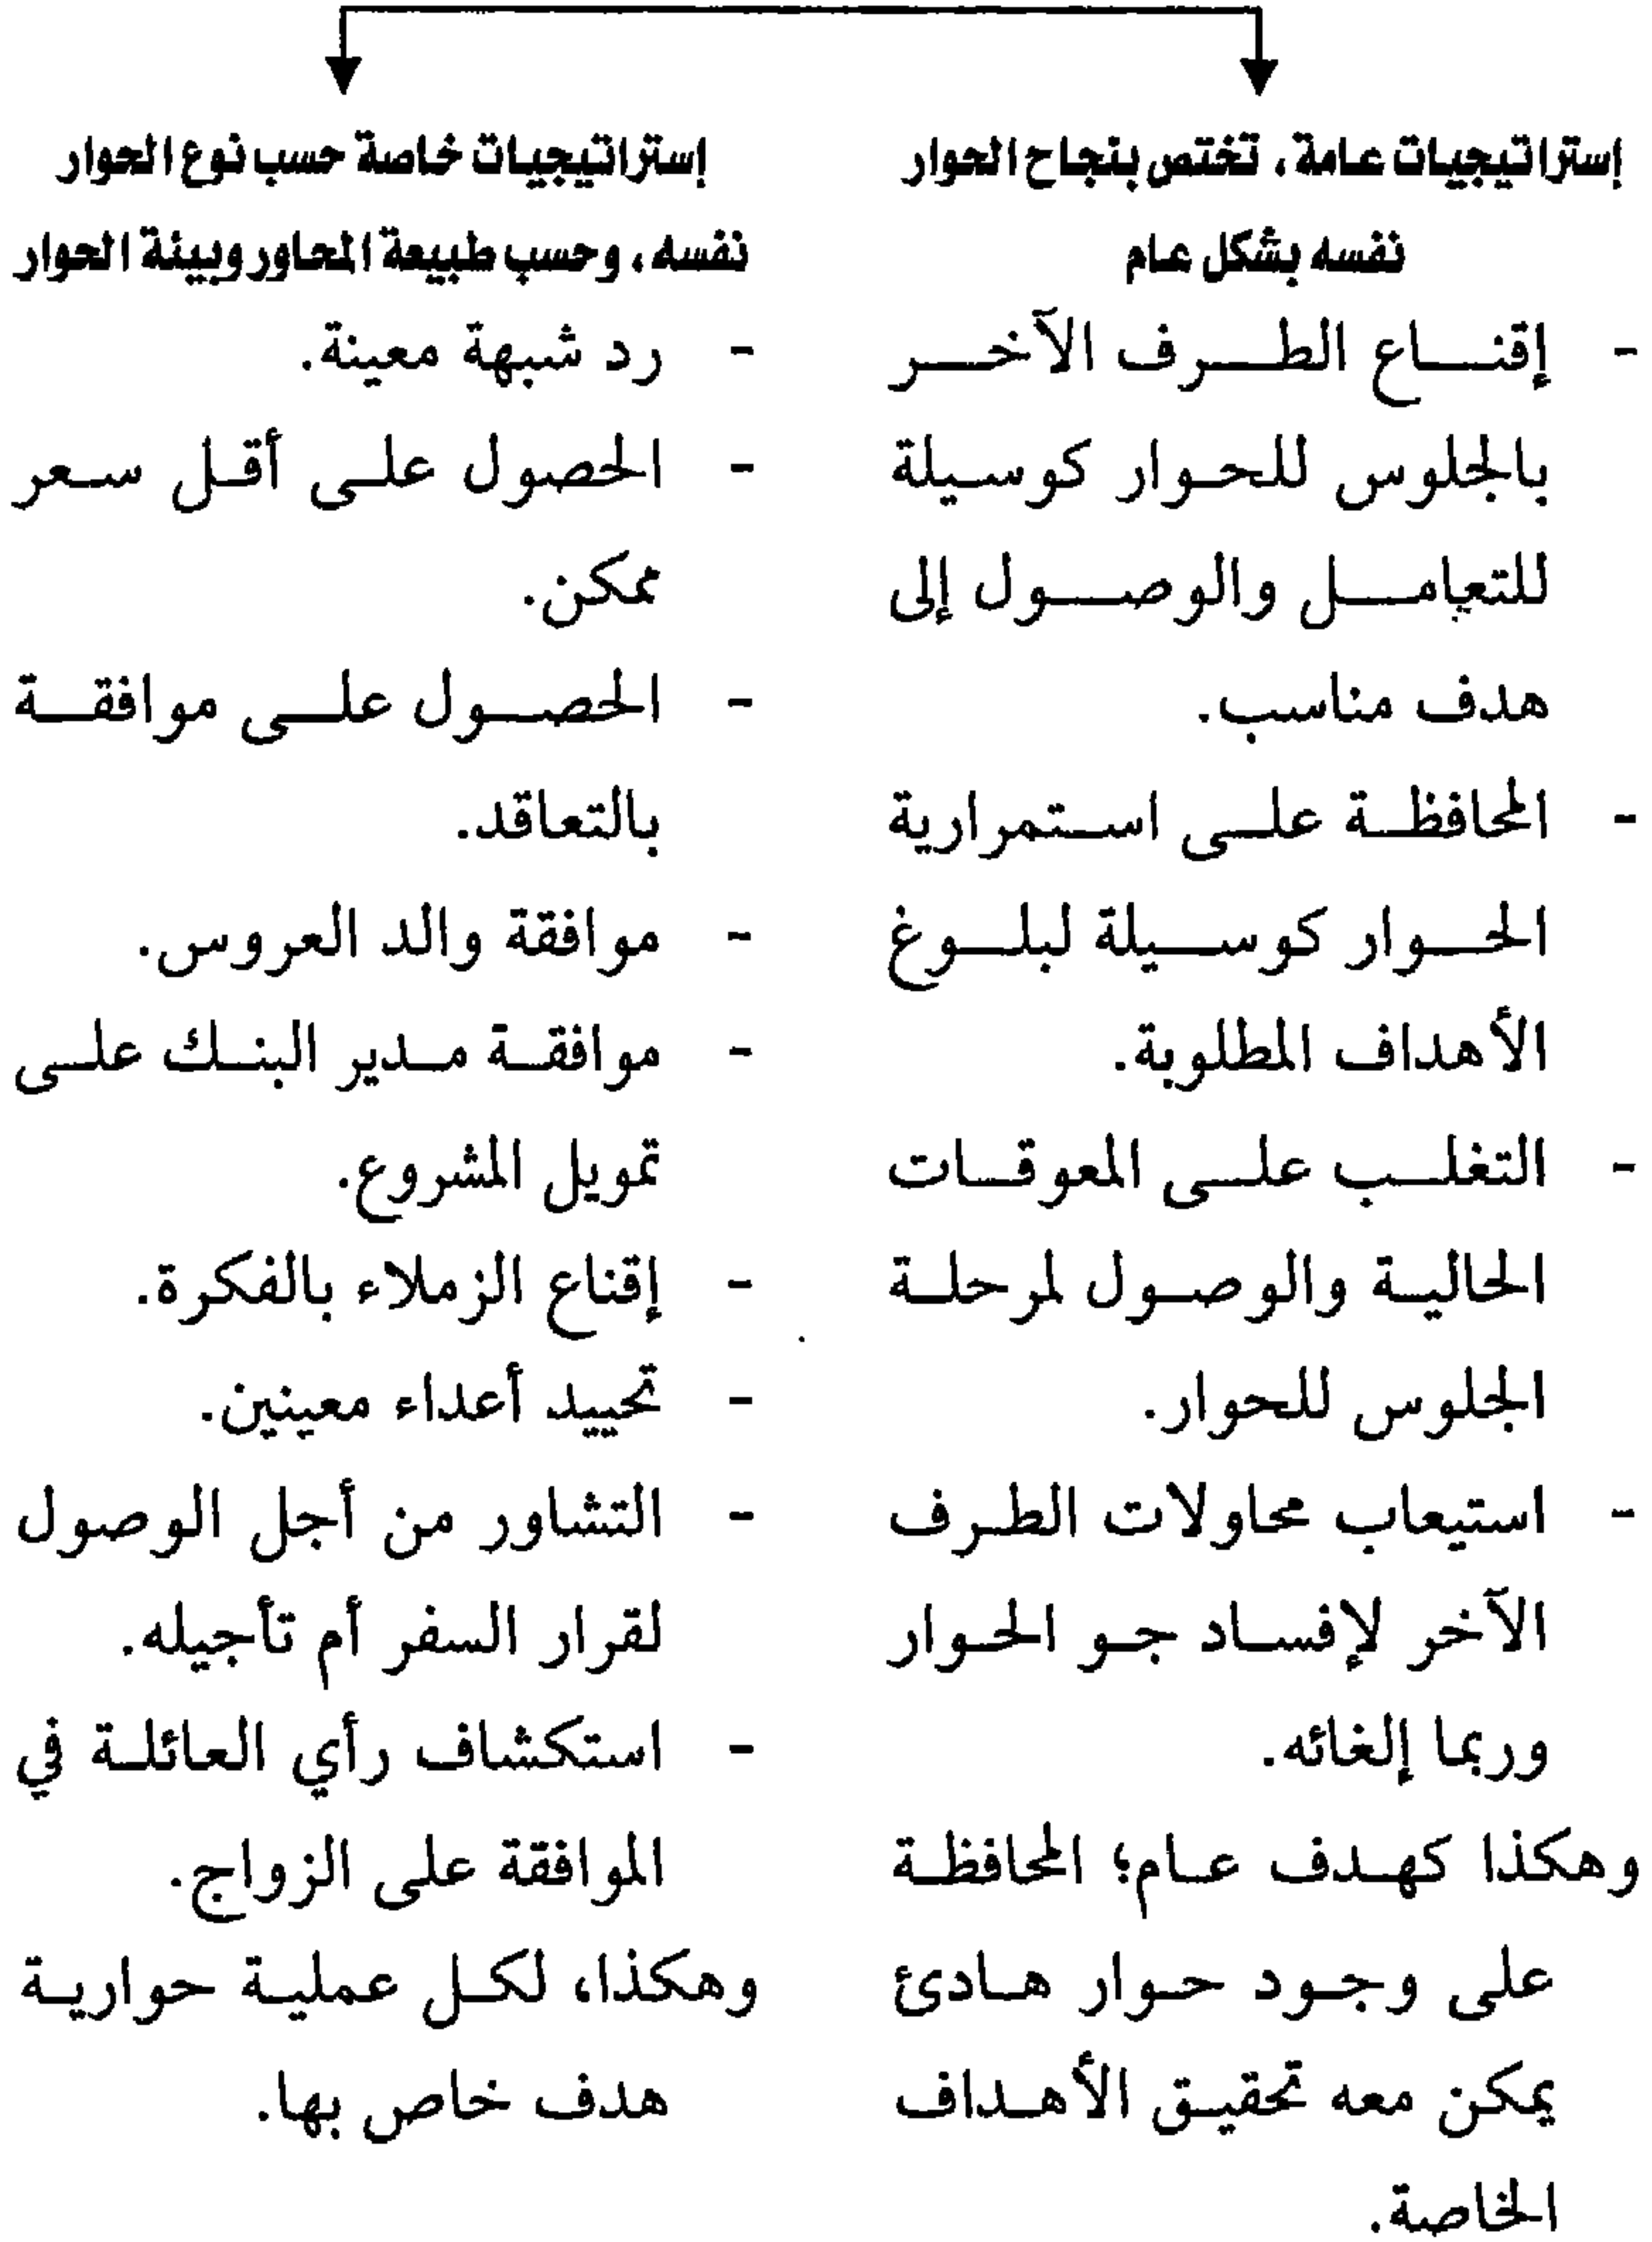 إستراتيجيات عامة، تختص بنجاح الحوار
نفسه بشكل عام
- إقناع الطرف الآخر
بالجلوس للحوار كوسيلة
للتعامل والوصول إلى
هدف مناسب.
- المحافظة على استمرارية
الحوار كوسيلة لبلوغ
الأهداف المطلوبة.
- التغلب على المعوقات
الحالية والوصول لمرحلة
الجلوس للحوار.
- استيعاب محاولات الطرف
الآخر لإفساد جو الحوار
وربما إلغائه.
وهكذا كهدف عام؛ المحافظة
على وجود حوار هادئ
يمكن معه تحقيق الأهداف
الخاصة.
إستراتيجيات خاصة حسب نوع الحوار
نفسه، وحسب طبيعة المحاور وبيئة الحوار
- رد شبهة معينة.
- الحصول على أقل سعر
ممكن.
- الحصول على موافقة
بالتعاقد.
- موافقة والد العروس.
- موافقة مدير البنك على
تمويل المشروع.
- إقناع الزملاء بالفكرة.
- تحييد أعداء معينين.
- التشاور من أجل الوصول
لقرار السفر أم تأجيله.
- استكشاف رأي العائلة في
الموافقة على الزواج.
وهكذا، لكل عملية حوارية
هدف خاص بها.